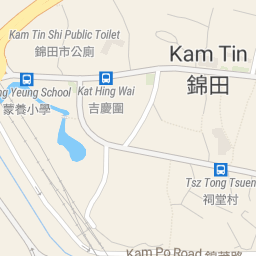 Kam Tin Shi Public Toilet
錦田市公廁
Kam Tin
錦田
Yeung School
蒙養小學
Kat Hing Wai
吉慶圍
Tsz Tong Tsuen
祠堂村
Kam Po Road